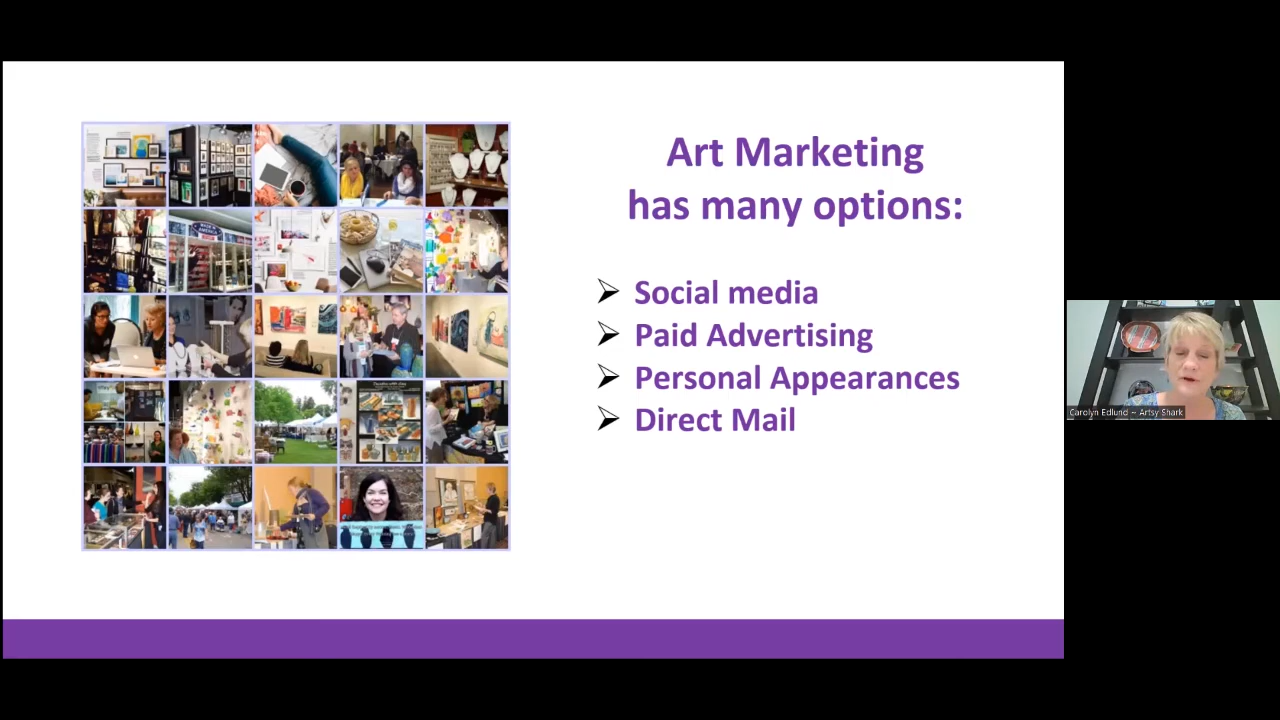 Art Marketing
has many options:
Social media
Paid Advertising
Personal Appearances
Direct Mail
Carolyn Edlund ~ Artsy Shark